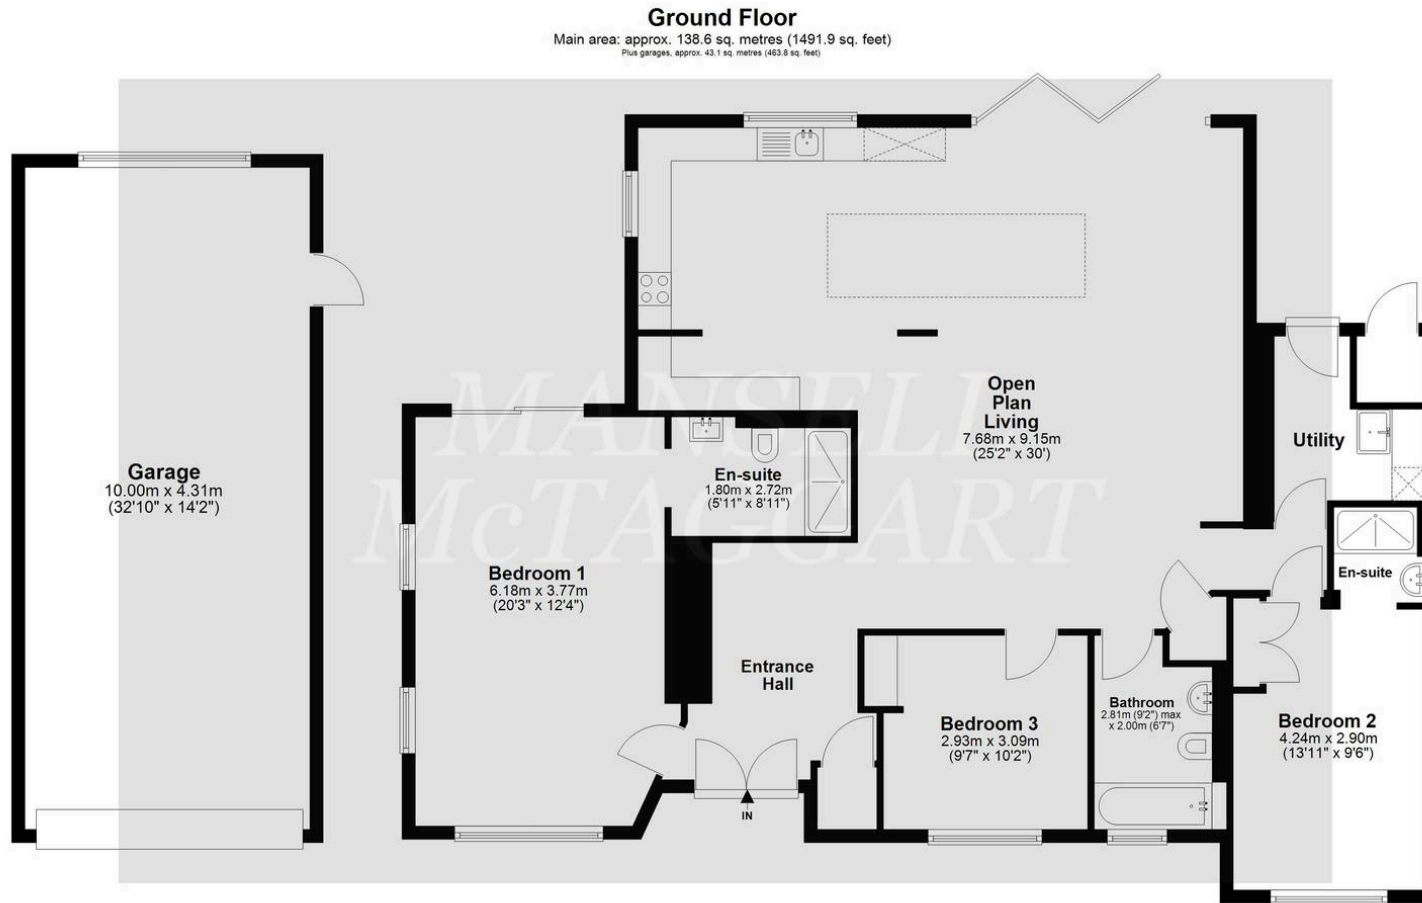 Ground Floor
Main area: approx. 138.6 sq. metres (1491.9 sq. feet)
Plus garages, approx. 43.1 sq. metres (463.8 sq. feet)
Open
Plan
Living
7.68m x 9.15m
(25'2" x 30')
Utility
Garage
10.00m x 4.31m
(32'10" x 14'2")
En-suite
1.80m x 2.72m
(5'11" x 8'11")
MANSELL
McTAGGART
Bedroom 1
6.18m x 3.77m
(20'3" x 12'4")
En-suite
Entrance
Hall
Bedroom 3
2.93m x 3.09m
(9'7" x 10'2")
Bathroom
2.81m (9'2") max
x 2.00m (6'7")
Bedroom 2
4.24m x 2.90m
(13'11" x 9'6")
IN